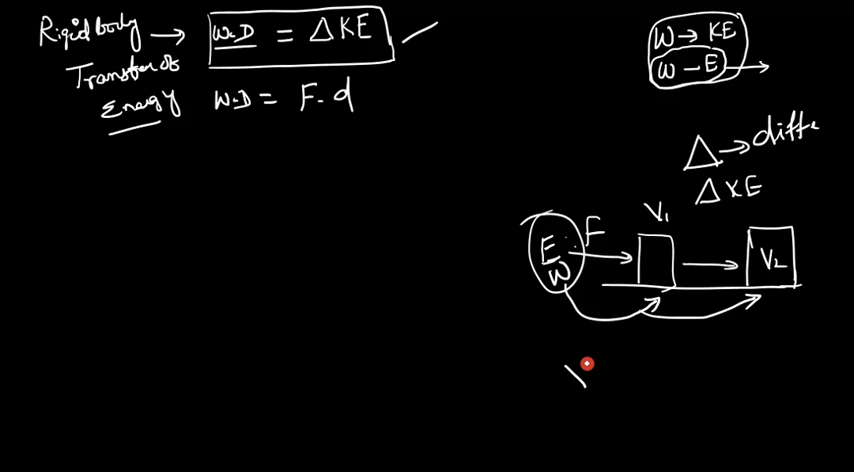 Rigid body → W.D = ΔKE
Transfer of
Energy W.D = F.d
W → KE
W – E →
Δ → diffe
ΔKE
V₁
E F →
W
→ V₂